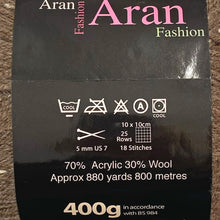 Aran
Fashion
Aran
Fashion
A
COOL
10 x 10cm
25
Rows
5 mm US 7
18 Stitches
70% Acrylic 30% Wool
Approx 880 yards 800 metres
400g in accordance
with BS 984